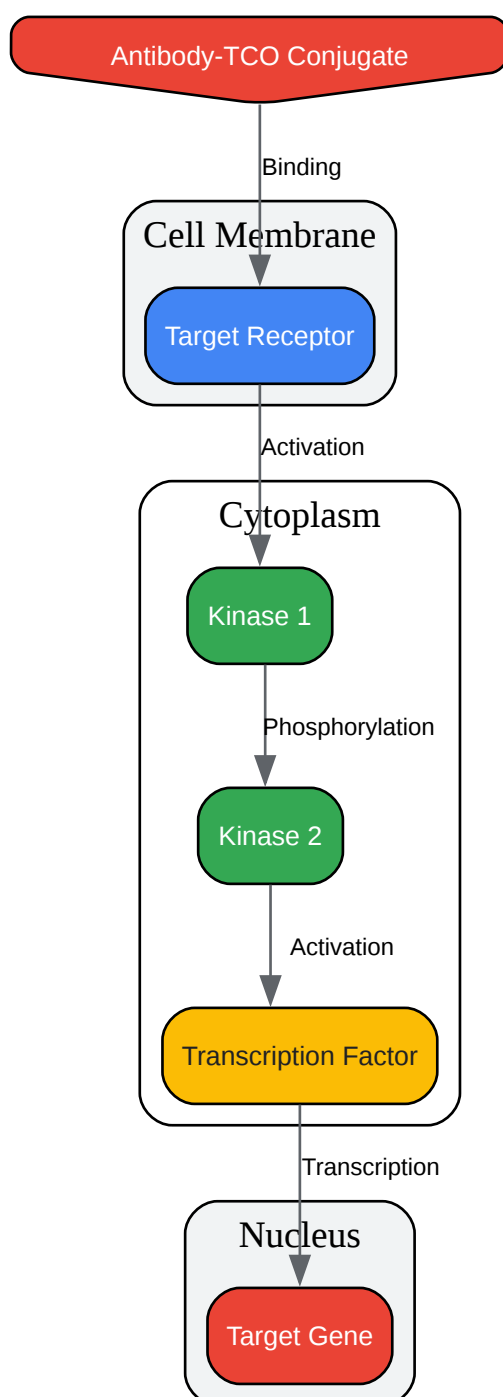 Antibody-TCO Conjugate
Binding
Cell Membrane
Target Receptor
Activation
Cytoplasm
Kinase 1
Phosphorylation
Kinase 2
Activation
Transcription Factor
Transcription
Nucleus
Target Gene